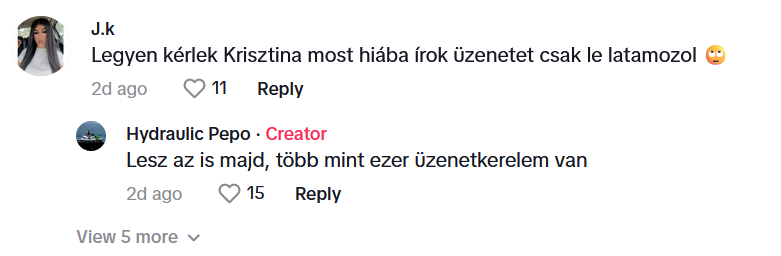 J.k
Legyen kérlek Krisztina most hiába írok üzenetet csak le latamozol 🙄
2d ago 11 Reply
Hydraulic Pepo · Creator
Lesz az is majd, több mint ezer üzenetkerelem van
2d ago 15 Reply
View 5 more